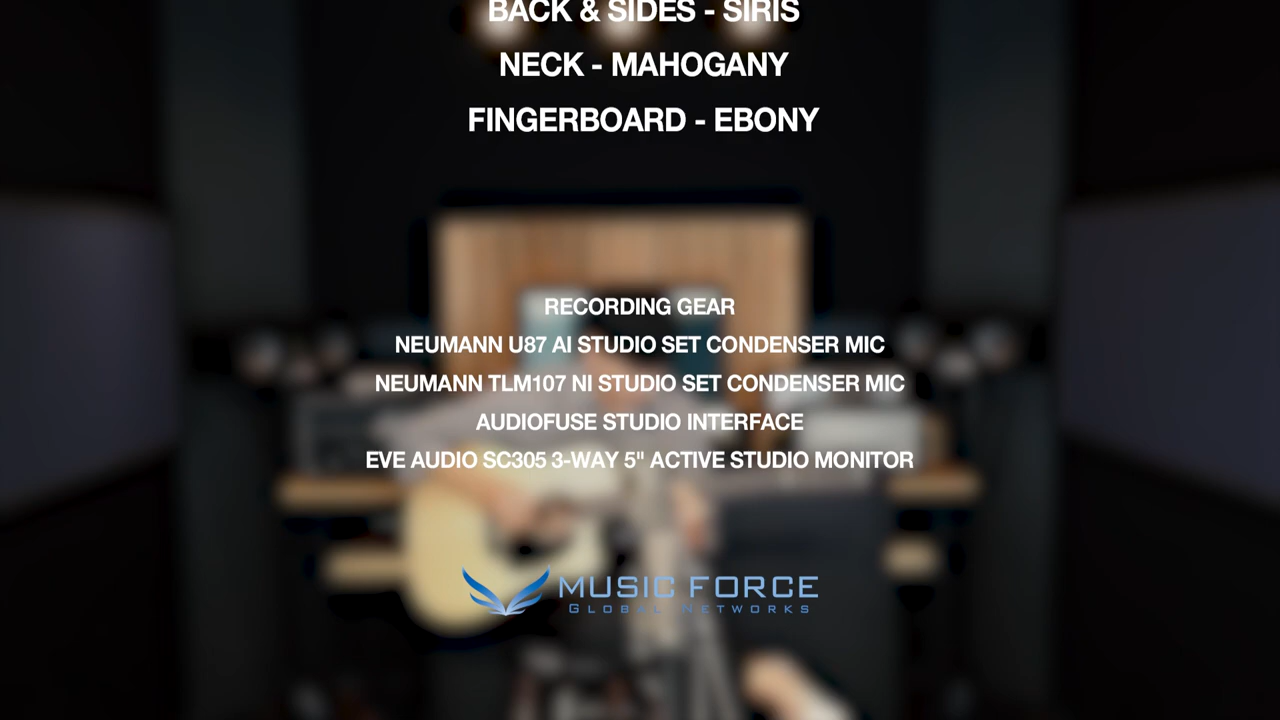 BACK & SIDES - SIRIS
NECK - MAHOGANY
FINGERBOARD - EBONY
RECORDING GEAR
NEUMANN U87 AI STUDIO SET CONDENSER MIC
NEUMANN TLM107 NI STUDIO SET CONDENSER MIC
AUDIOFUSE STUDIO INTERFACE
EVE AUDIO SC305 3-WAY 5" ACTIVE STUDIO MONITOR
MUSIC FORCE
GLOBAL NETWORKS